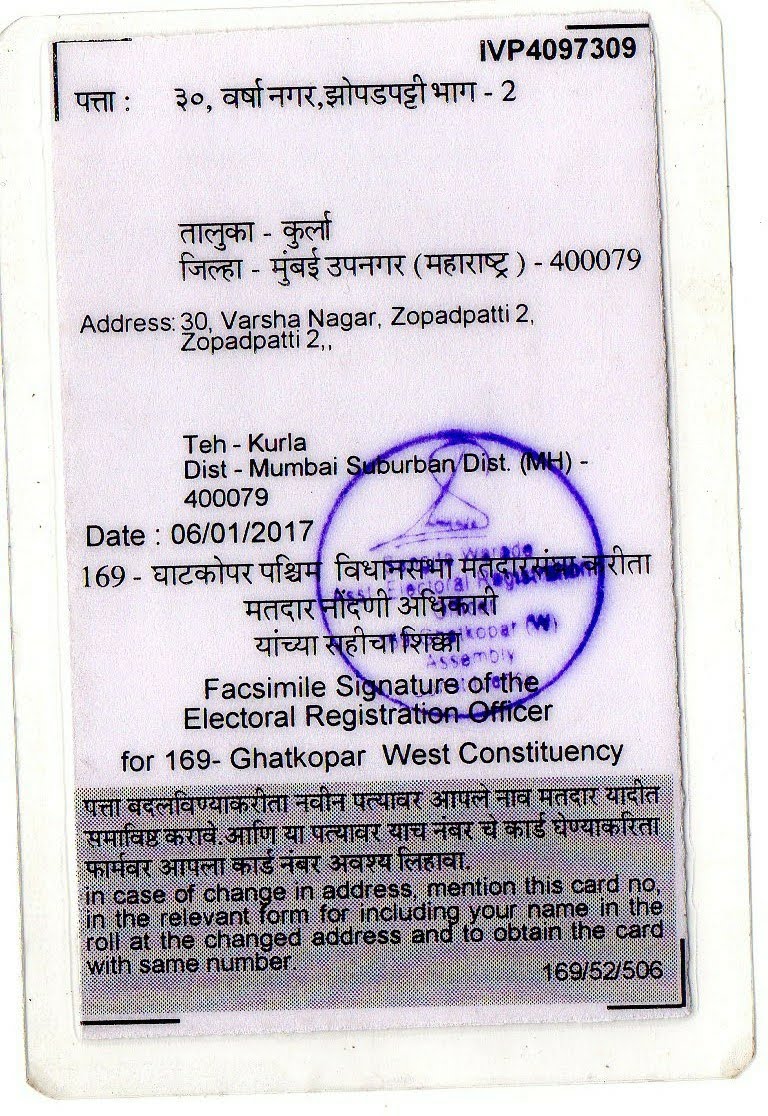 IVP4097309
पत्ता : ३०, वर्षा नगर,झोपडपट्टी भाग - 2
तालुका - कुर्ला
जिल्हा - मुंबई उपनगर (महाराष्ट्र ) - 400079
Address: 30, Varsha Nagar, Zopadpatti 2,
Zopadpatti 2,,
Teh - Kurla
Dist - Mumbai Suburban Dist. (MH) -
400079
Date : 06/01/2017
169 - घाटकोपर पश्चिम विधानसभा मतदारसंघा करीता
मतदार नोंदणी अधिकारी
यांच्या सहीचा शिक्का
Facsimile Signature of the
Electoral Registration Officer
for 169- Ghatkopar West Constituency
Warade
Electoral Registration
Ghatkopar (W)
Assembly
पत्ता बदलविण्याकरीता नवीन पत्यावर आपले नाव मतदार यादीत
समाविष्ठ करावे.आणि या पत्यावर याच नंबर चे कार्ड घेण्याकरिता
फार्मवर आपला कार्ड नंबर अवश्य लिहावा.
in case of change in address, mention this card no,
in the relevant form for including your name in the
roll at the changed address and to obtain the card
with same number.
169/52/506